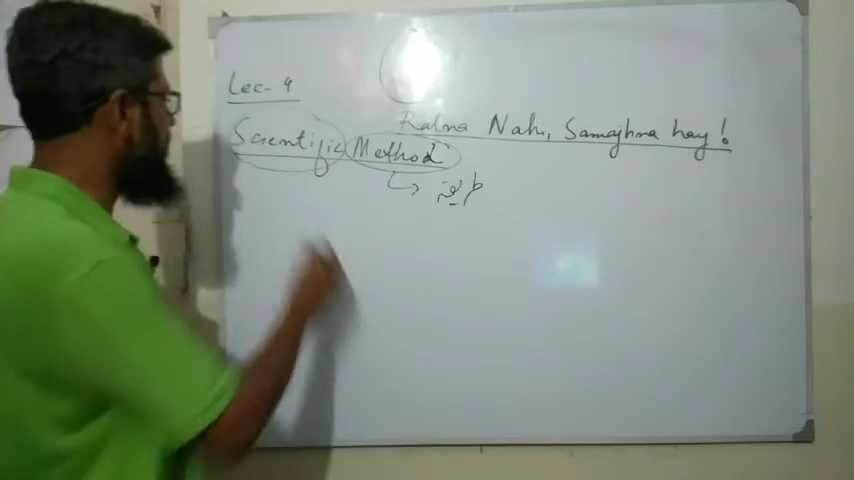 Lec- 4
Ratna Nahi, Samajhna hay!
Scientific Method
↳ طریقہ